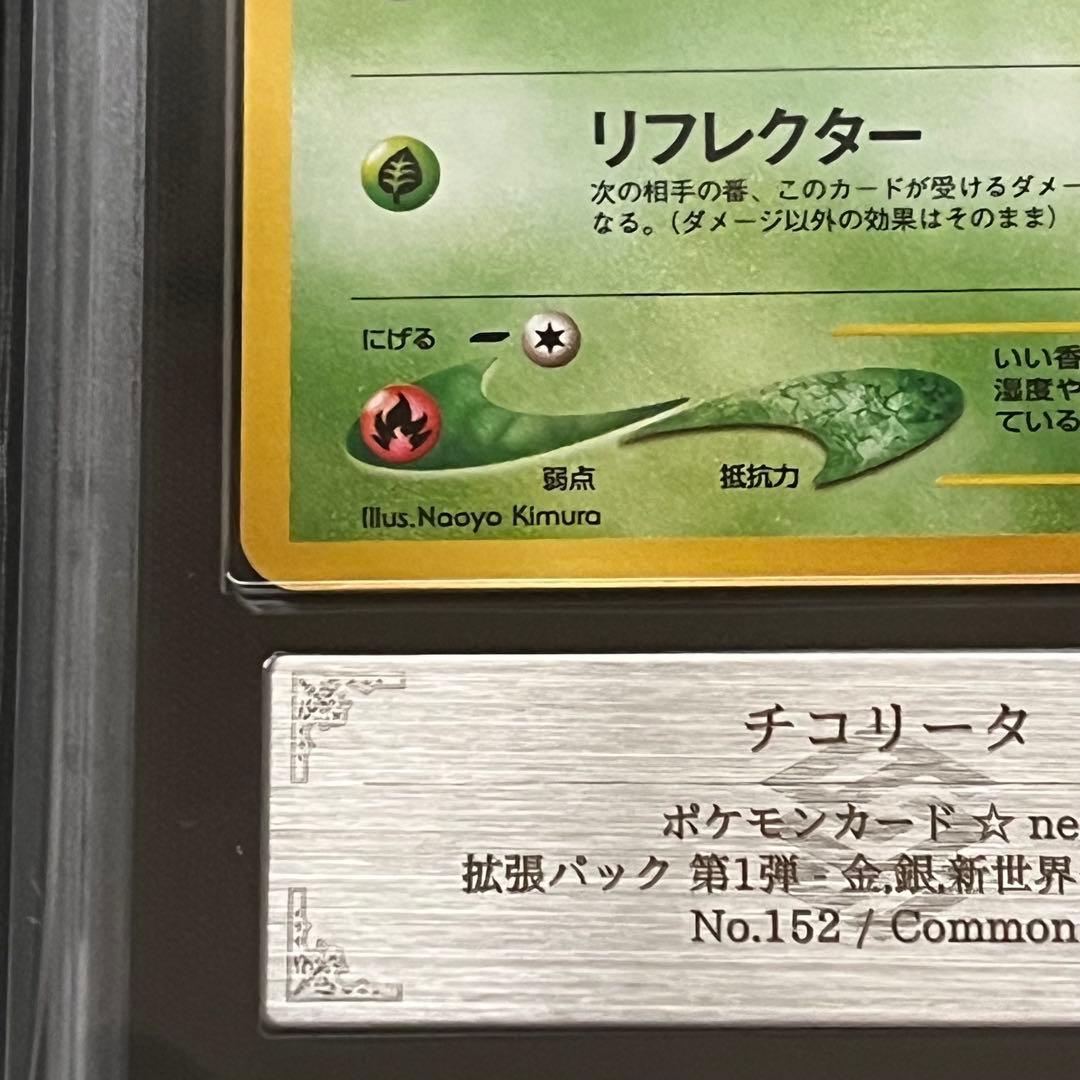 リフレクター
次の相手の番、このカードが受けるダメー
なる。（ダメージ以外の効果はそのまま）
にげる
いい香
湿度や
ている
弱点
抵抗力
Illus.Naoyo Kimura
チコリータ
ポケモンカード☆ne
拡張パック 第1弾 - 金,銀,新世界
No.152 / Common